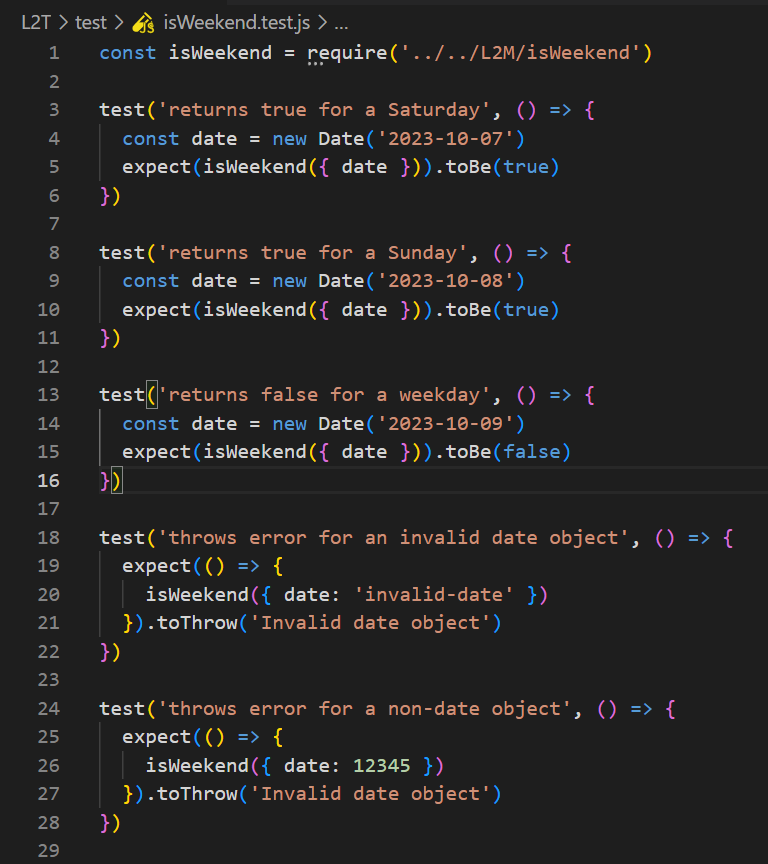 L2T > test > isWeekend.test.js > ...
1 const isWeekend = require('../../L2M/isWeekend')
2
3 test('returns true for a Saturday', () => {
4   const date = new Date('2023-10-07')
5   expect(isWeekend({ date })).toBe(true)
6 })
7
8 test('returns true for a Sunday', () => {
9   const date = new Date('2023-10-08')
10   expect(isWeekend({ date })).toBe(true)
11 })
12
13 test('returns false for a weekday', () => {
14   const date = new Date('2023-10-09')
15   expect(isWeekend({ date })).toBe(false)
16 })
17
18 test('throws error for an invalid date object', () => {
19   expect(() => {
20     isWeekend({ date: 'invalid-date' })
21   }).toThrow('Invalid date object')
22 })
23
24 test('throws error for a non-date object', () => {
25   expect(() => {
26     isWeekend({ date: 12345 })
27   }).toThrow('Invalid date object')
28 })
29